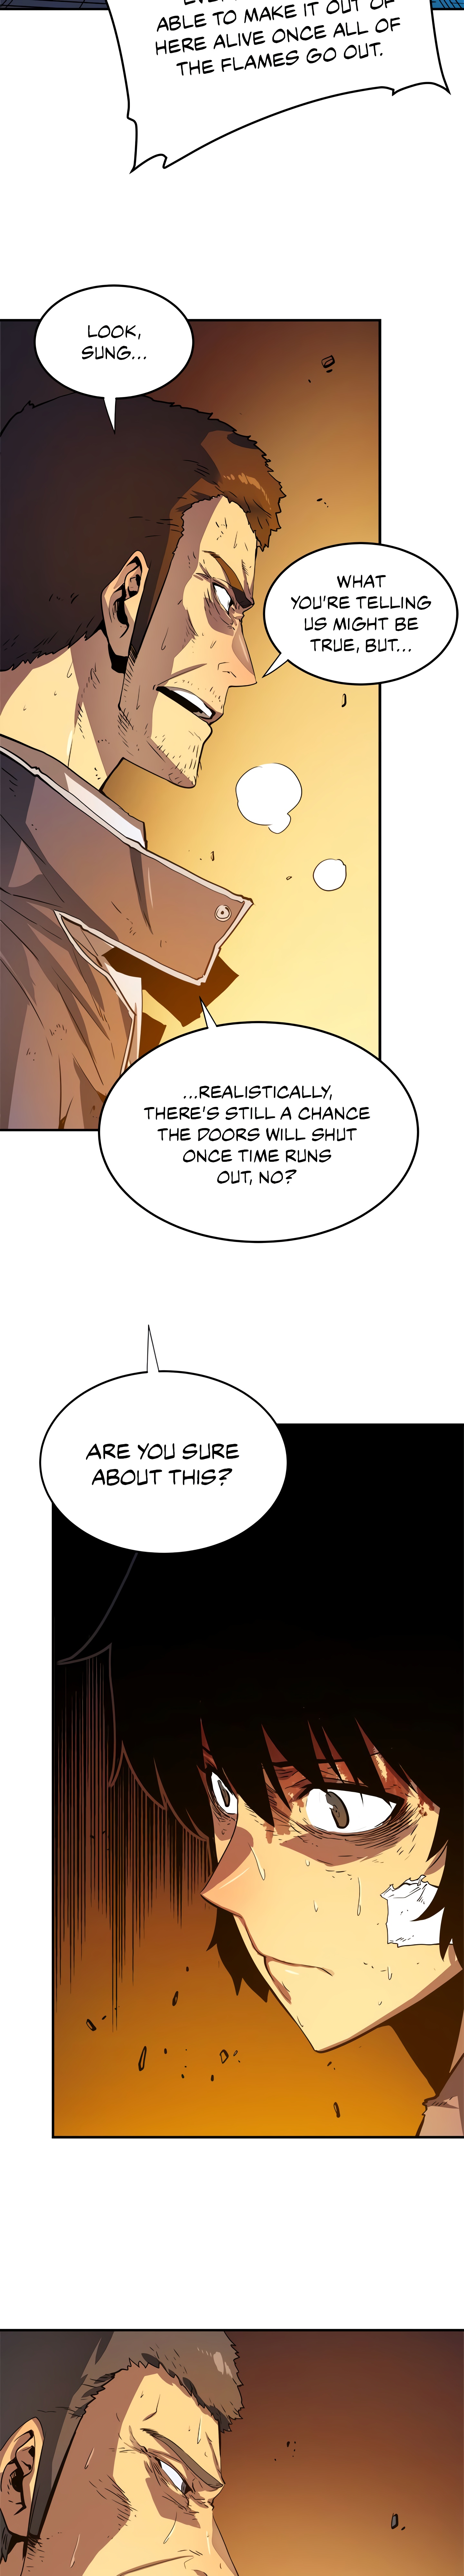 ABLE TO MAKE IT OUT OF
HERE ALIVE ONCE ALL OF
THE FLAMES GO OUT.
LOOK,
SUNG...
WHAT
YOU'RE TELLING
US MIGHT BE
TRUE, BUT...
...REALISTICALLY,
THERE'S STILL A CHANCE
THE DOORS WILL SHUT
ONCE TIME RUNS
OUT, NO?
ARE YOU SURE
ABOUT THIS?